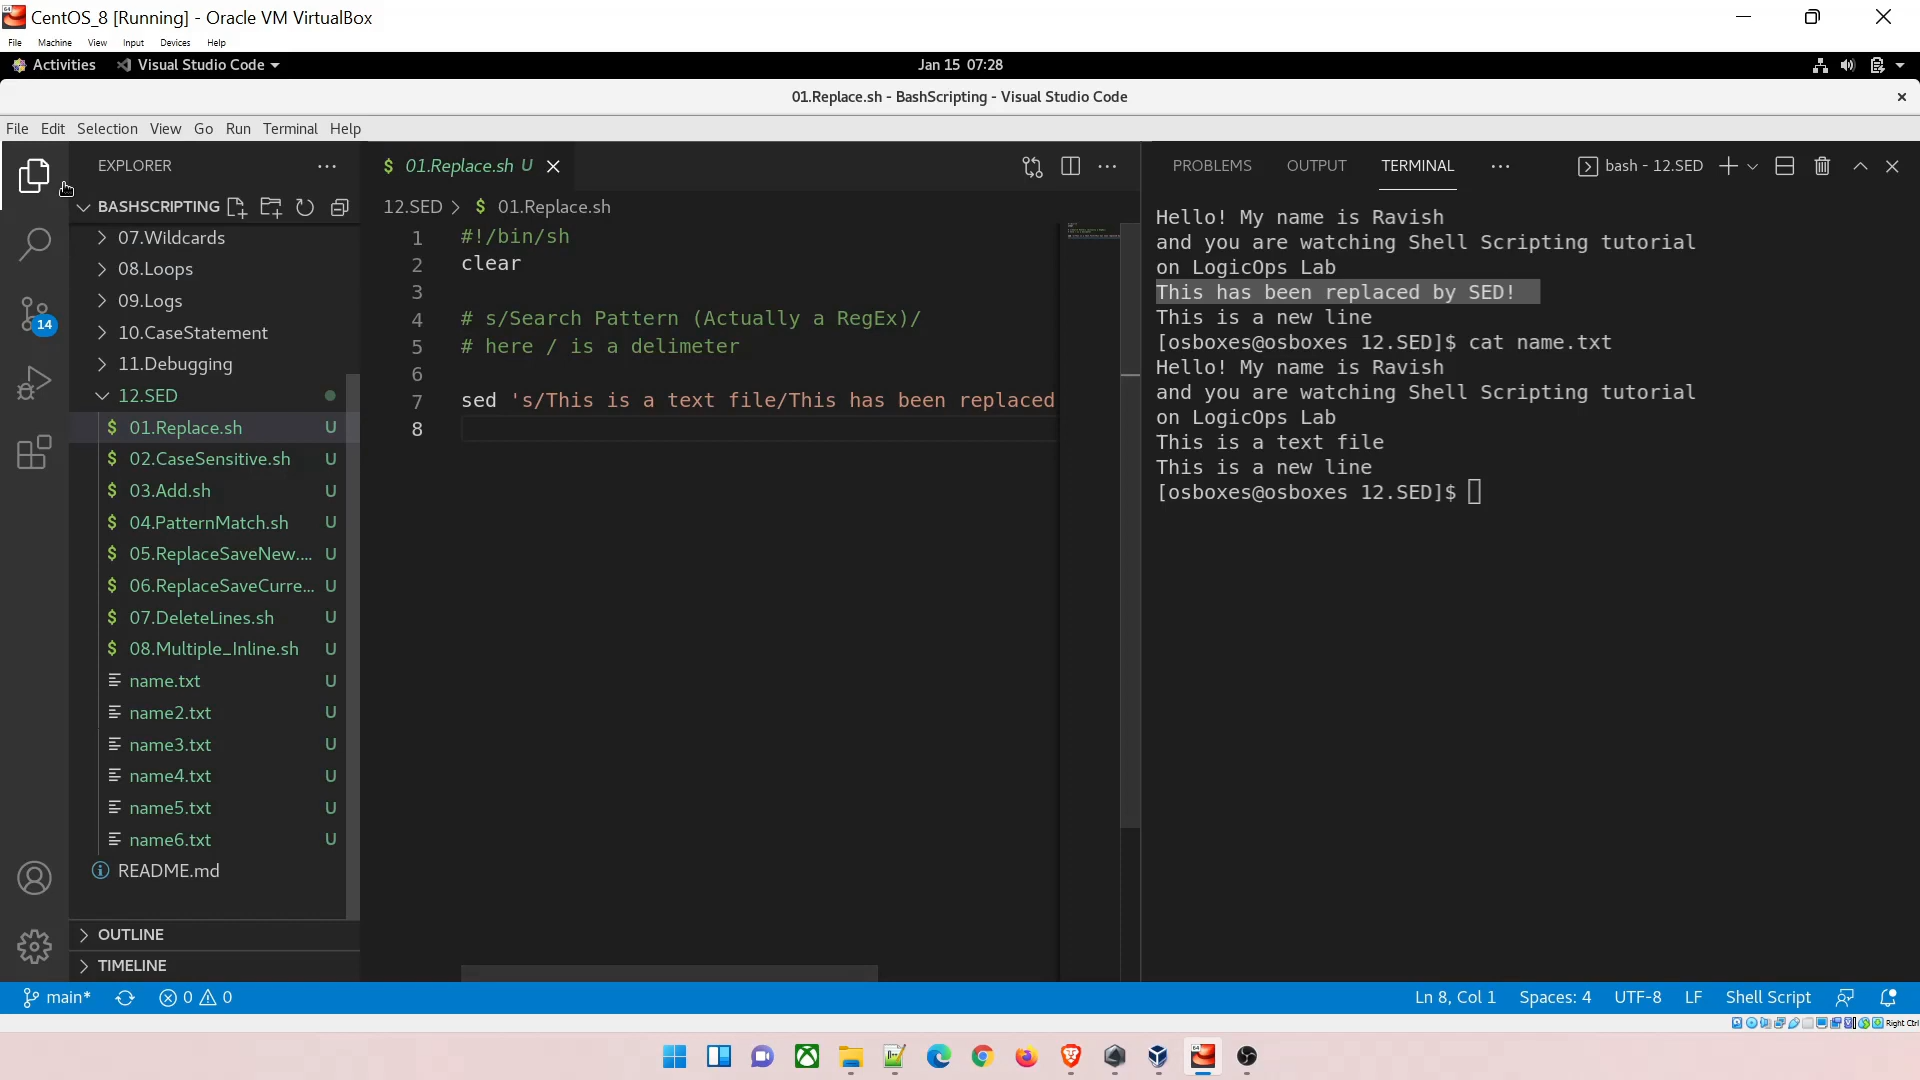 CentOS_8 [Running] - Oracle VM VirtualBox
File Machine View Input Devices Help
Activities Visual Studio Code Jan 15 07:28
01.Replace.sh - BashScripting - Visual Studio Code
File Edit Selection View Go Run Terminal Help
EXPLORER
BASHSCRIPTING
07.Wildcards
08.Loops
09.Logs
14
10.CaseStatement
11.Debugging
12.SED
01.Replace.sh U
02.CaseSensitive.sh U
03.Add.sh U
04.PatternMatch.sh U
05.ReplaceSaveNew.... U
06.ReplaceSaveCurre... U
07.DeleteLines.sh U
08.Multiple_Inline.sh U
name.txt U
name2.txt U
name3.txt U
name4.txt U
name5.txt U
name6.txt U
README.md
OUTLINE
TIMELINE
$ 01.Replace.sh U
12.SED > $ 01.Replace.sh
1 #!/bin/sh
2 clear
3
4 # s/Search Pattern (Actually a RegEx)/
5 # here / is a delimeter
6
7 sed 's/This is a text file/This has been replaced
8
PROBLEMS OUTPUT TERMINAL ... bash - 12.SED
Hello! My name is Ravish
and you are watching Shell Scripting tutorial
on LogicOps Lab
This has been replaced by SED!
This is a new line
[osboxes@osboxes 12.SED]$ cat name.txt
Hello! My name is Ravish
and you are watching Shell Scripting tutorial
on LogicOps Lab
This is a text file
This is a new line
[osboxes@osboxes 12.SED]$
main* 0 0 Ln 8, Col 1 Spaces: 4 UTF-8 LF Shell Script
Right Ctrl